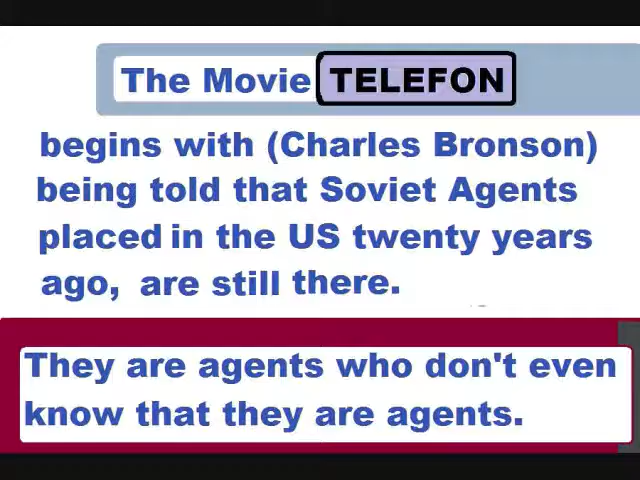 The Movie TELEFON
begins with (Charles Bronson)
being told that Soviet Agents
placed in the US twenty years
ago, are still there.
They are agents who don't even
know that they are agents.